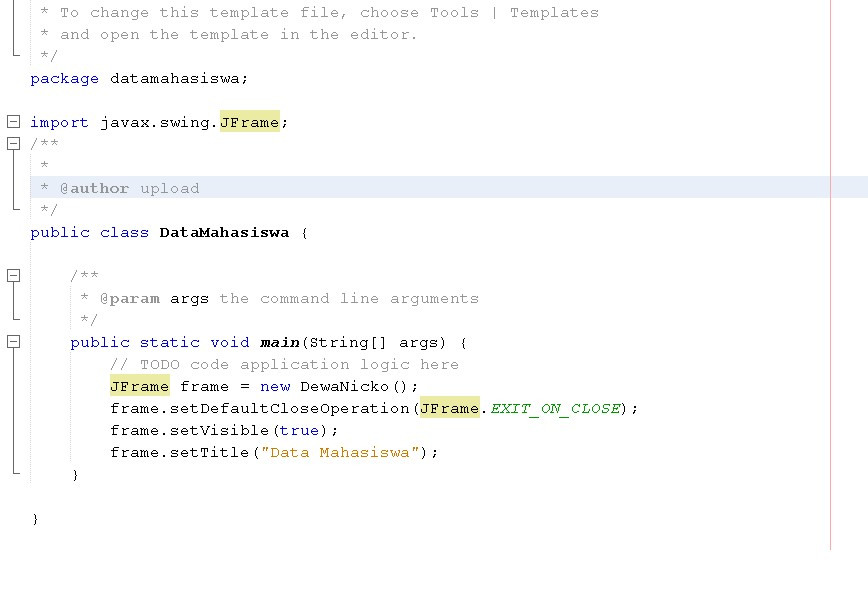 * To change this template file, choose Tools | Templates
* and open the template in the editor.
*/
package datamahasiswa;
import javax.swing.JFrame;
/**
*
* @author upload
*/
public class DataMahasiswa {
/**
* @param args the command line arguments
*/
public static void main(String[] args) {
// TODO code application logic here
JFrame frame = new DewaNicko();
frame.setDefaultCloseOperation(JFrame.EXIT_ON_CLOSE);
frame.setVisible(true);
frame.setTitle("Data Mahasiswa");
}
}